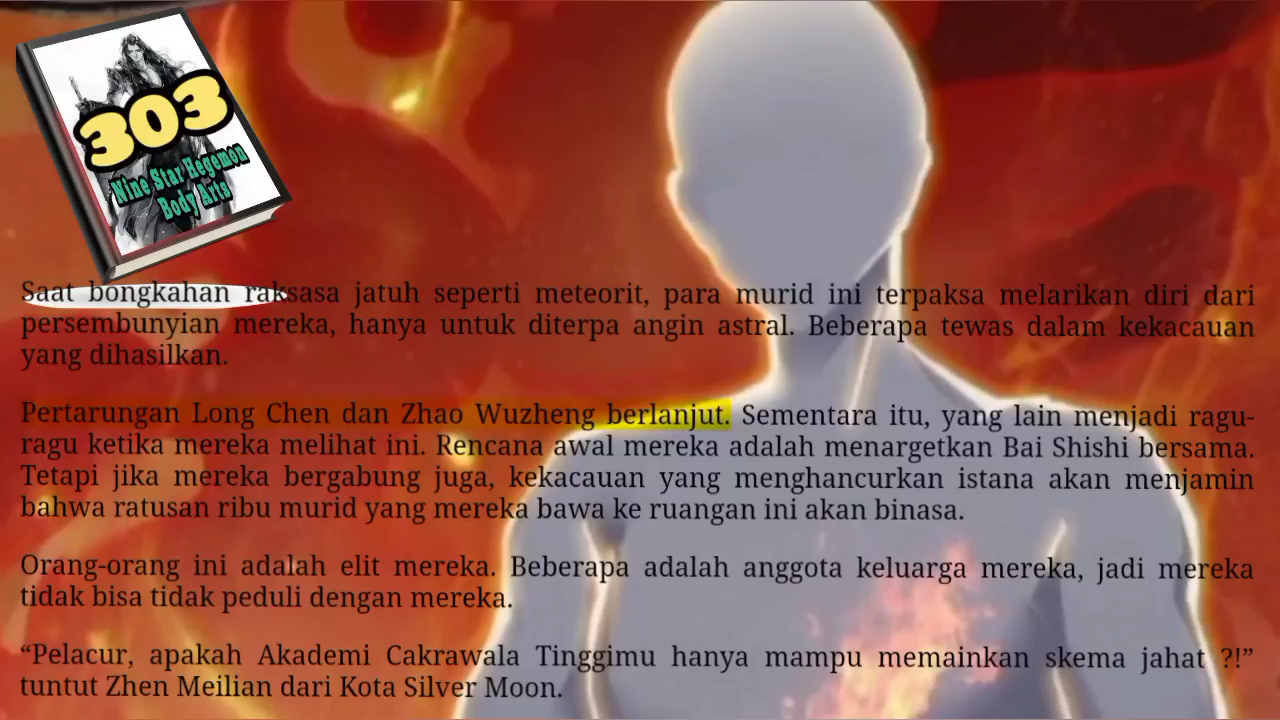 303
Nine Star Hegemon
Body Arts
Saat bongkahan raksasa jatuh seperti meteorit, para murid ini terpaksa melarikan diri dari
persembunyian mereka, hanya untuk diterpa angin astral. Beberapa tewas dalam kekacauan
yang dihasilkan.
Pertarungan Long Chen dan Zhao Wuzheng berlanjut. Sementara itu, yang lain menjadi ragu-
ragu ketika mereka melihat ini. Rencana awal mereka adalah menargetkan Bai Shishi bersama.
Tetapi jika mereka bergabung juga, kekacauan yang menghancurkan istana akan menjamin
bahwa ratusan ribu murid yang mereka bawa ke ruangan ini akan binasa.
Orang-orang ini adalah elit mereka. Beberapa adalah anggota keluarga mereka, jadi mereka
tidak bisa tidak peduli dengan mereka.
“Pelacur, apakah Akademi Cakrawala Tinggimu hanya mampu memainkan skema jahat ?!”
tuntut Zhen Meilian dari Kota Silver Moon.